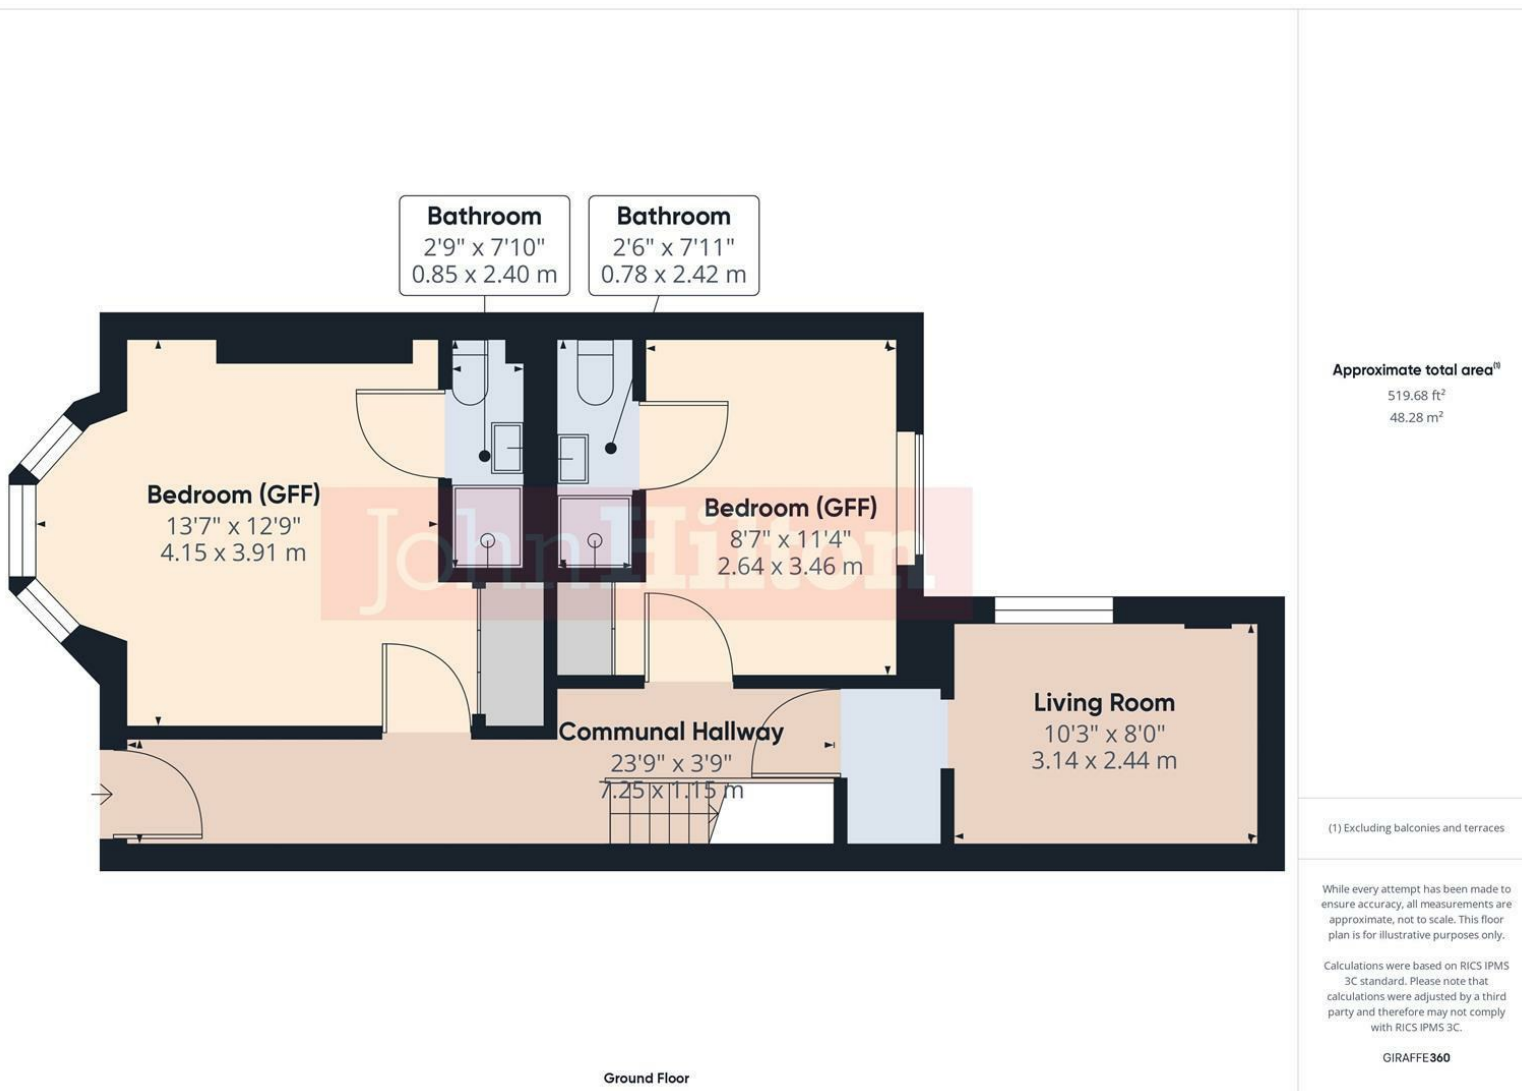 Bathroom
2'9" x 7'10"
0.85 x 2.40 m
Bathroom
2'6" x 7'11"
0.78 x 2.42 m
Bedroom (GFF)
13'7" x 12'9"
4.15 x 3.91 m
Bedroom (GFF)
8'7" x 11'4"
2.64 x 3.46 m
John Hilton
Communal Hallway
23'9" x 3'9"
7.25 x 1.15 m
Living Room
10'3" x 8'0"
3.14 x 2.44 m
Ground Floor
Approximate total area(1)
519.68 ft²
48.28 m²
(1) Excluding balconies and terraces
While every attempt has been made to
ensure accuracy, all measurements are
approximate, not to scale. This floor
plan is for illustrative purposes only.
Calculations were based on RICS IPMS
3C standard. Please note that
calculations were adjusted by a third
party and therefore may not comply
with RICS IPMS 3C.
GIRAFFE360